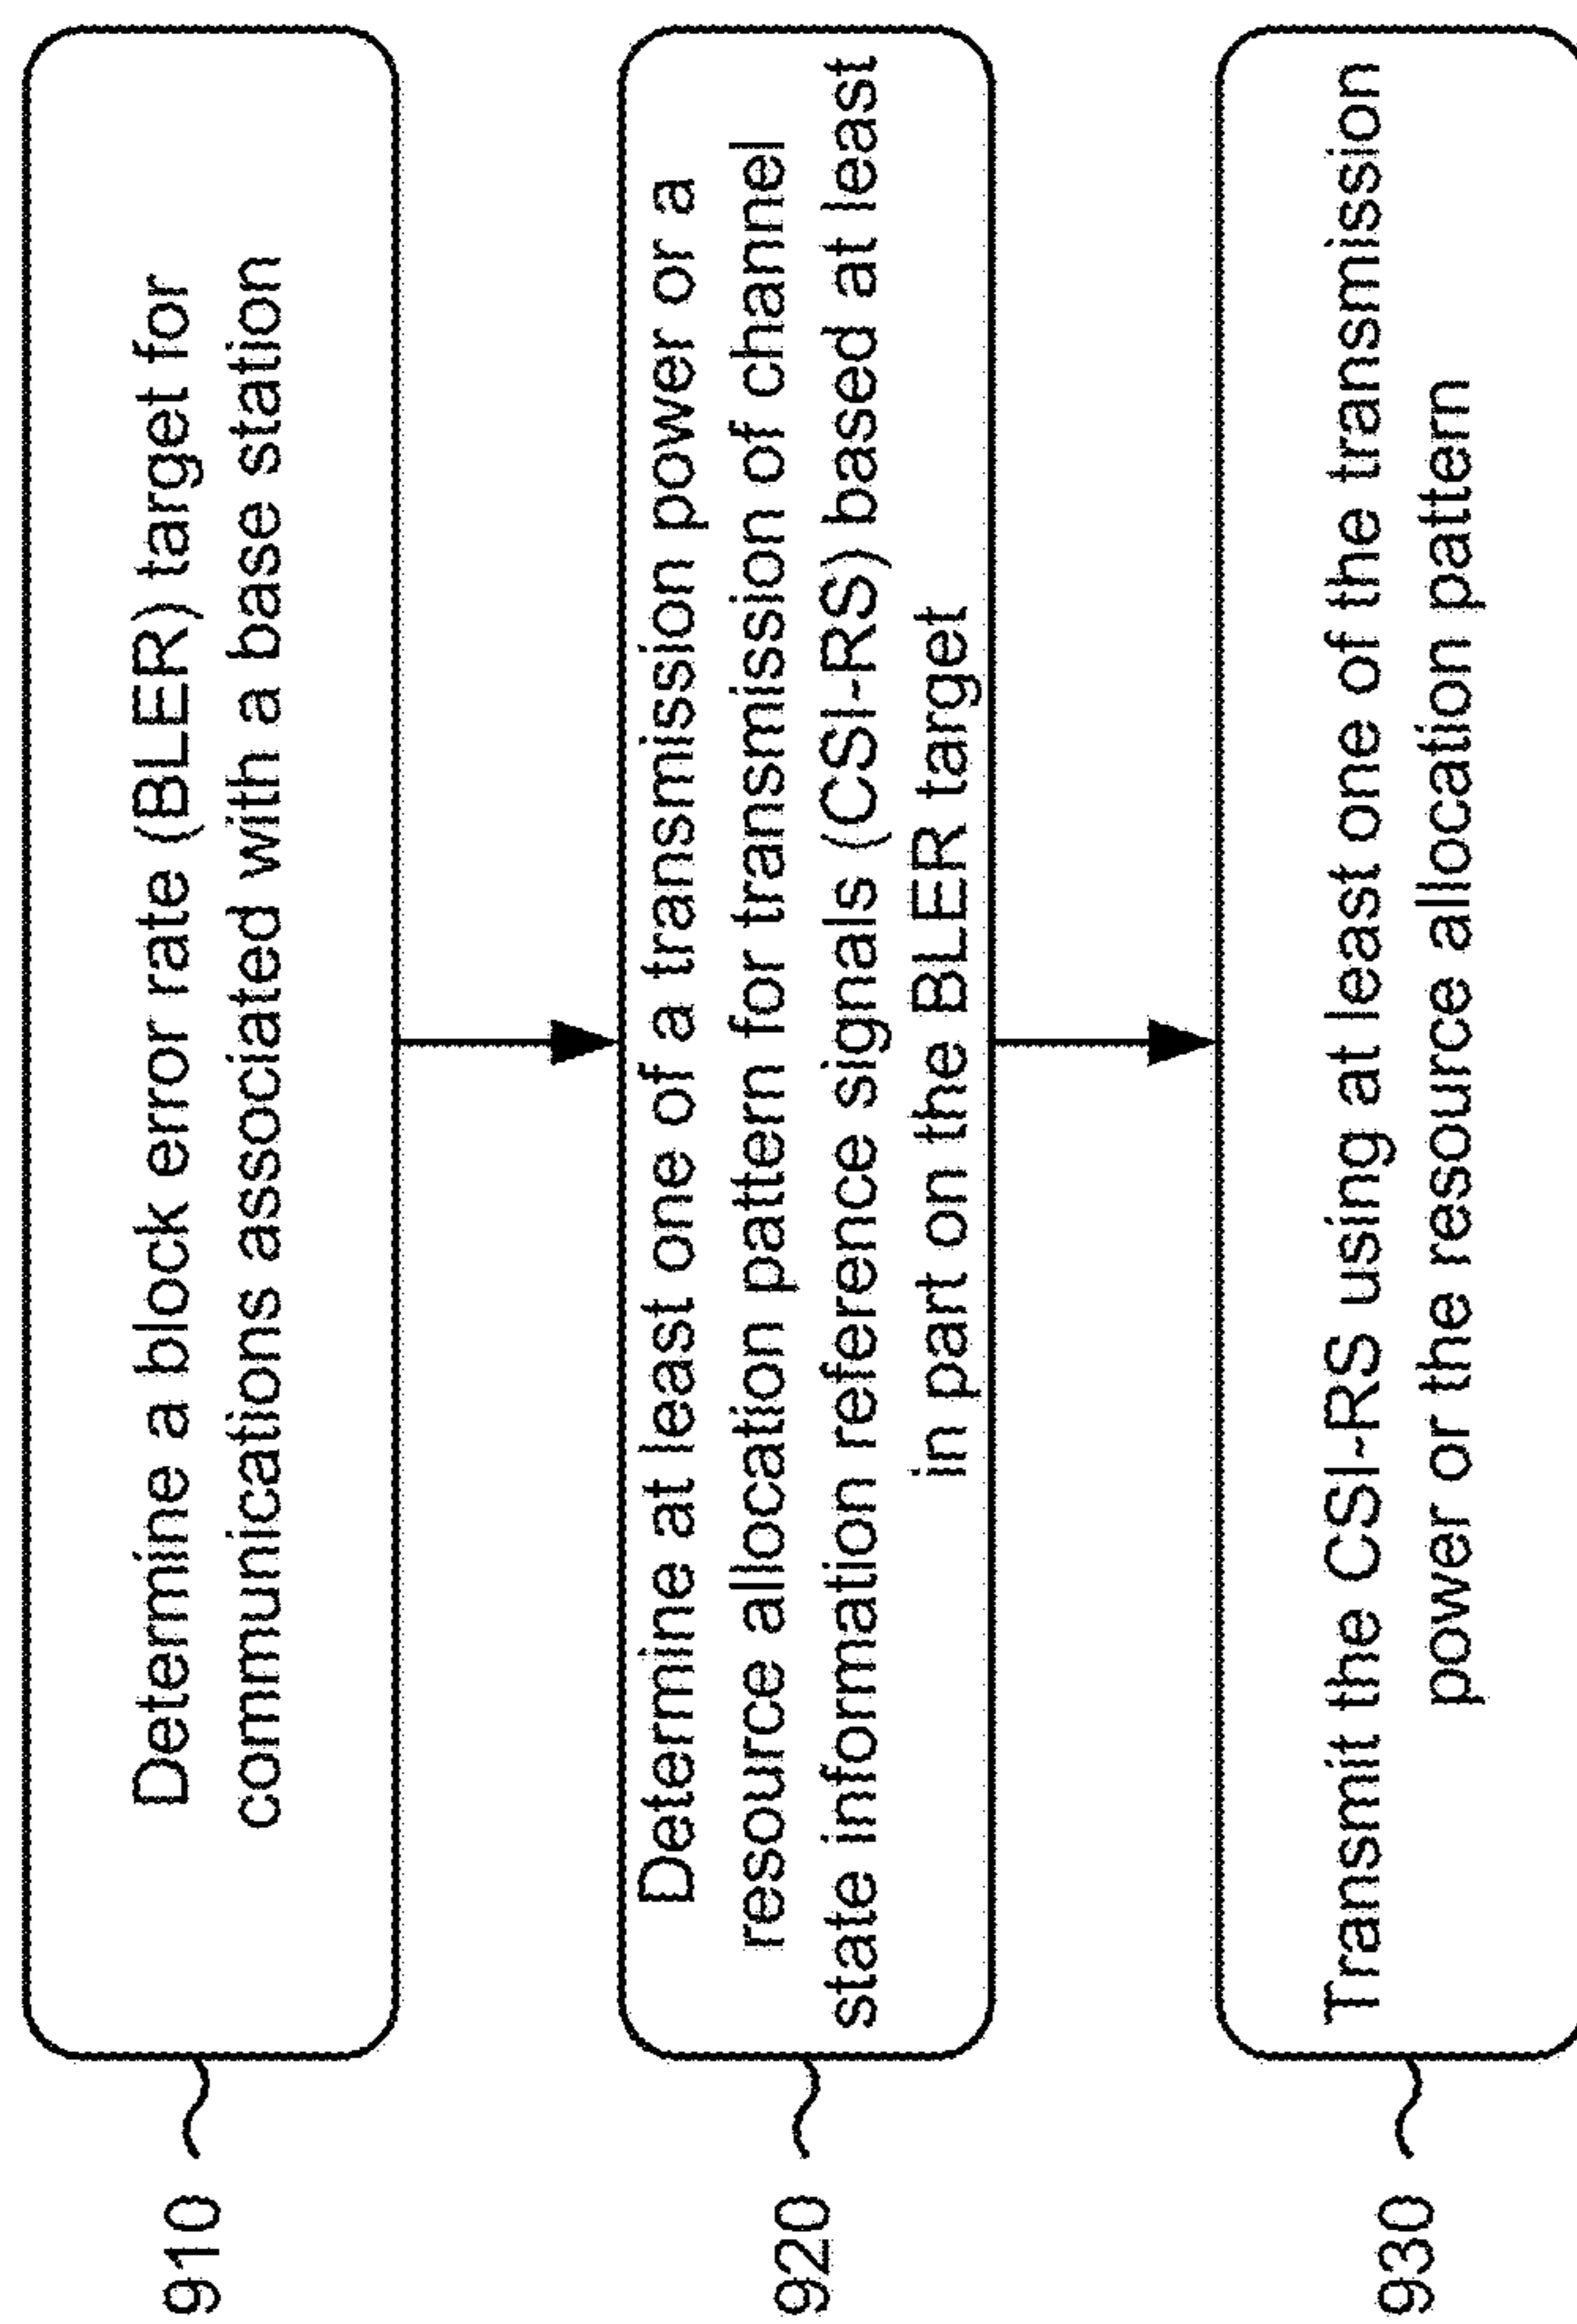 910
Determine a block error rate (BLER) target for
communications associated with a base station
920
Determine at least one of a transmission power or a
resource allocation pattern for transmission of channel
state information reference signals (CSI-RS) based at least
in part on the BLER target
930
Transmit the CSI-RS using at least one of the transmission
power or the resource allocation pattern